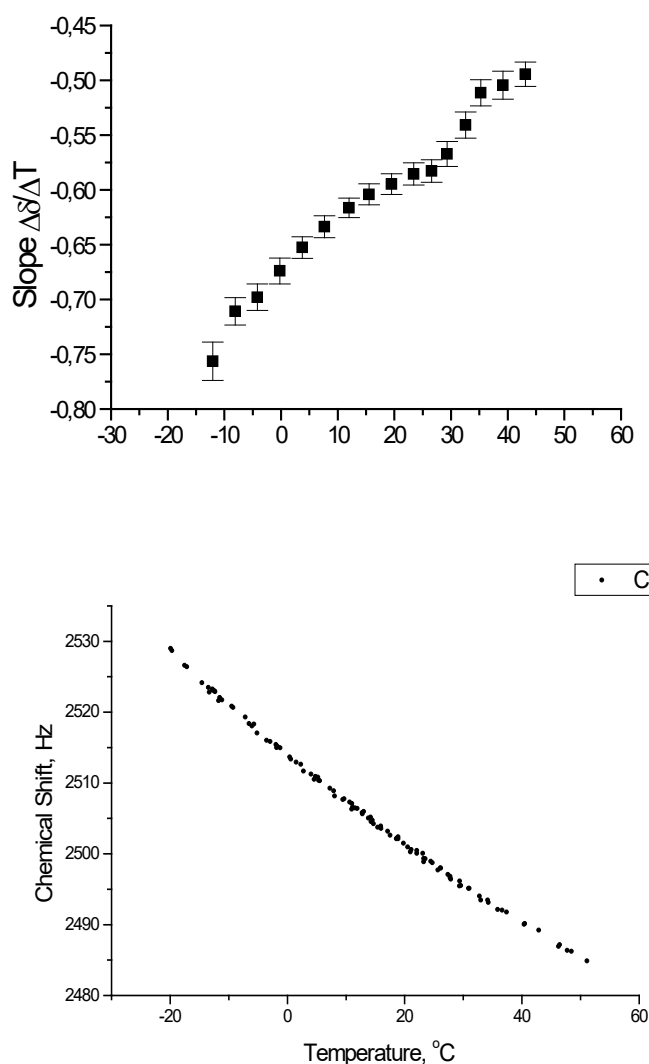 -0,45
-0,50
-0,55
-0,60
-0,65
-0,70
-0,75
-0,80
Slope Δδ/ΔT
-30 -20 -10 0 10 20 30 40 50 60
C
2530
2520
2510
2500
2490
2480
Chemical Shift, Hz
-20 0 20 40 60
Temperature, °C